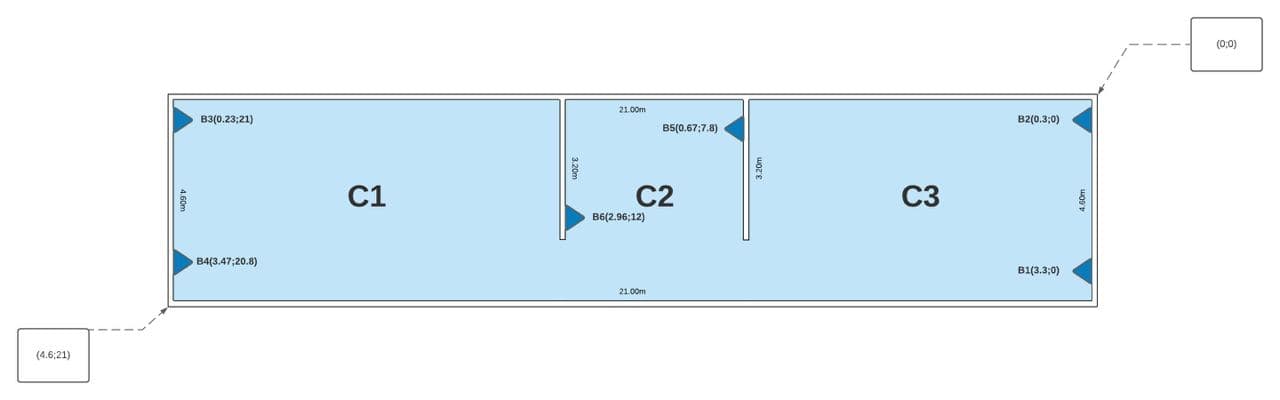 (0;0)
21.00m
B3(0.23;21)
B5(0.67;7.8)
B2(0.3;0)
3.20m
3.20m
C1
C2
C3
4.60m
4.60m
B6(2.96;12)
B4(3.47;20.8)
B1(3.3;0)
21.00m
(4.6;21)